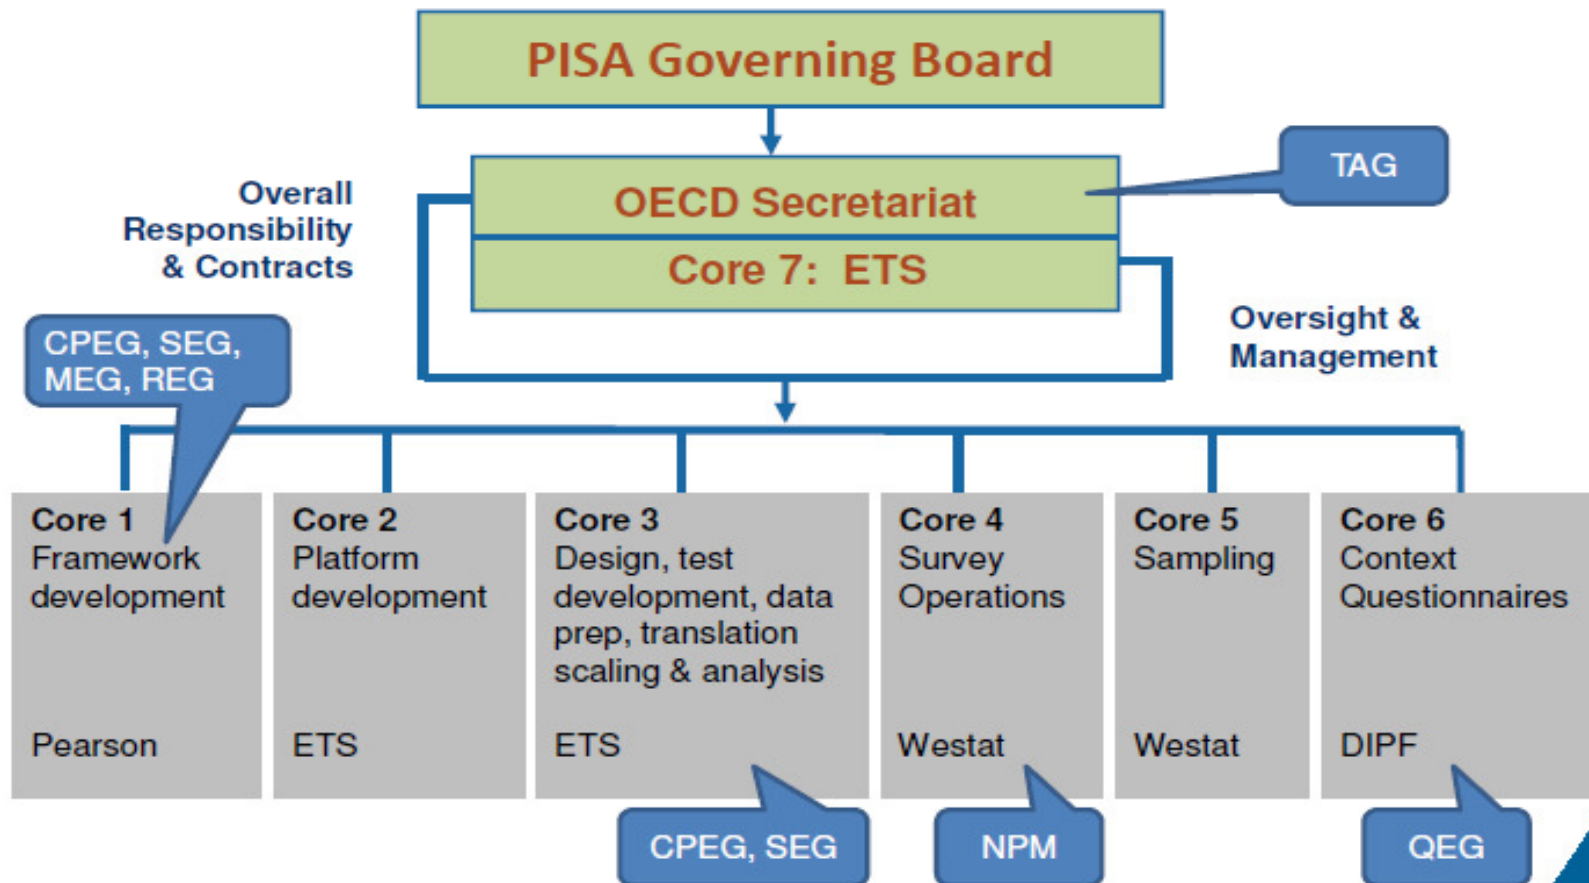 PISA Governing Board
TAG
Overall
Responsibility
& Contracts
OECD Secretariat
Core 7: ETS
Oversight &
Management
CPEG, SEG,
MEG, REG
Core 1
Framework
development
Pearson
Core 2
Platform
development
ETS
Core 3
Design, test
development, data
prep, translation
scaling & analysis
ETS
Core 4
Survey
Operations
Westat
Core 5
Sampling
Westat
Core 6
Context
Questionnaires
DIPF
CPEG, SEG
NPM
QEG